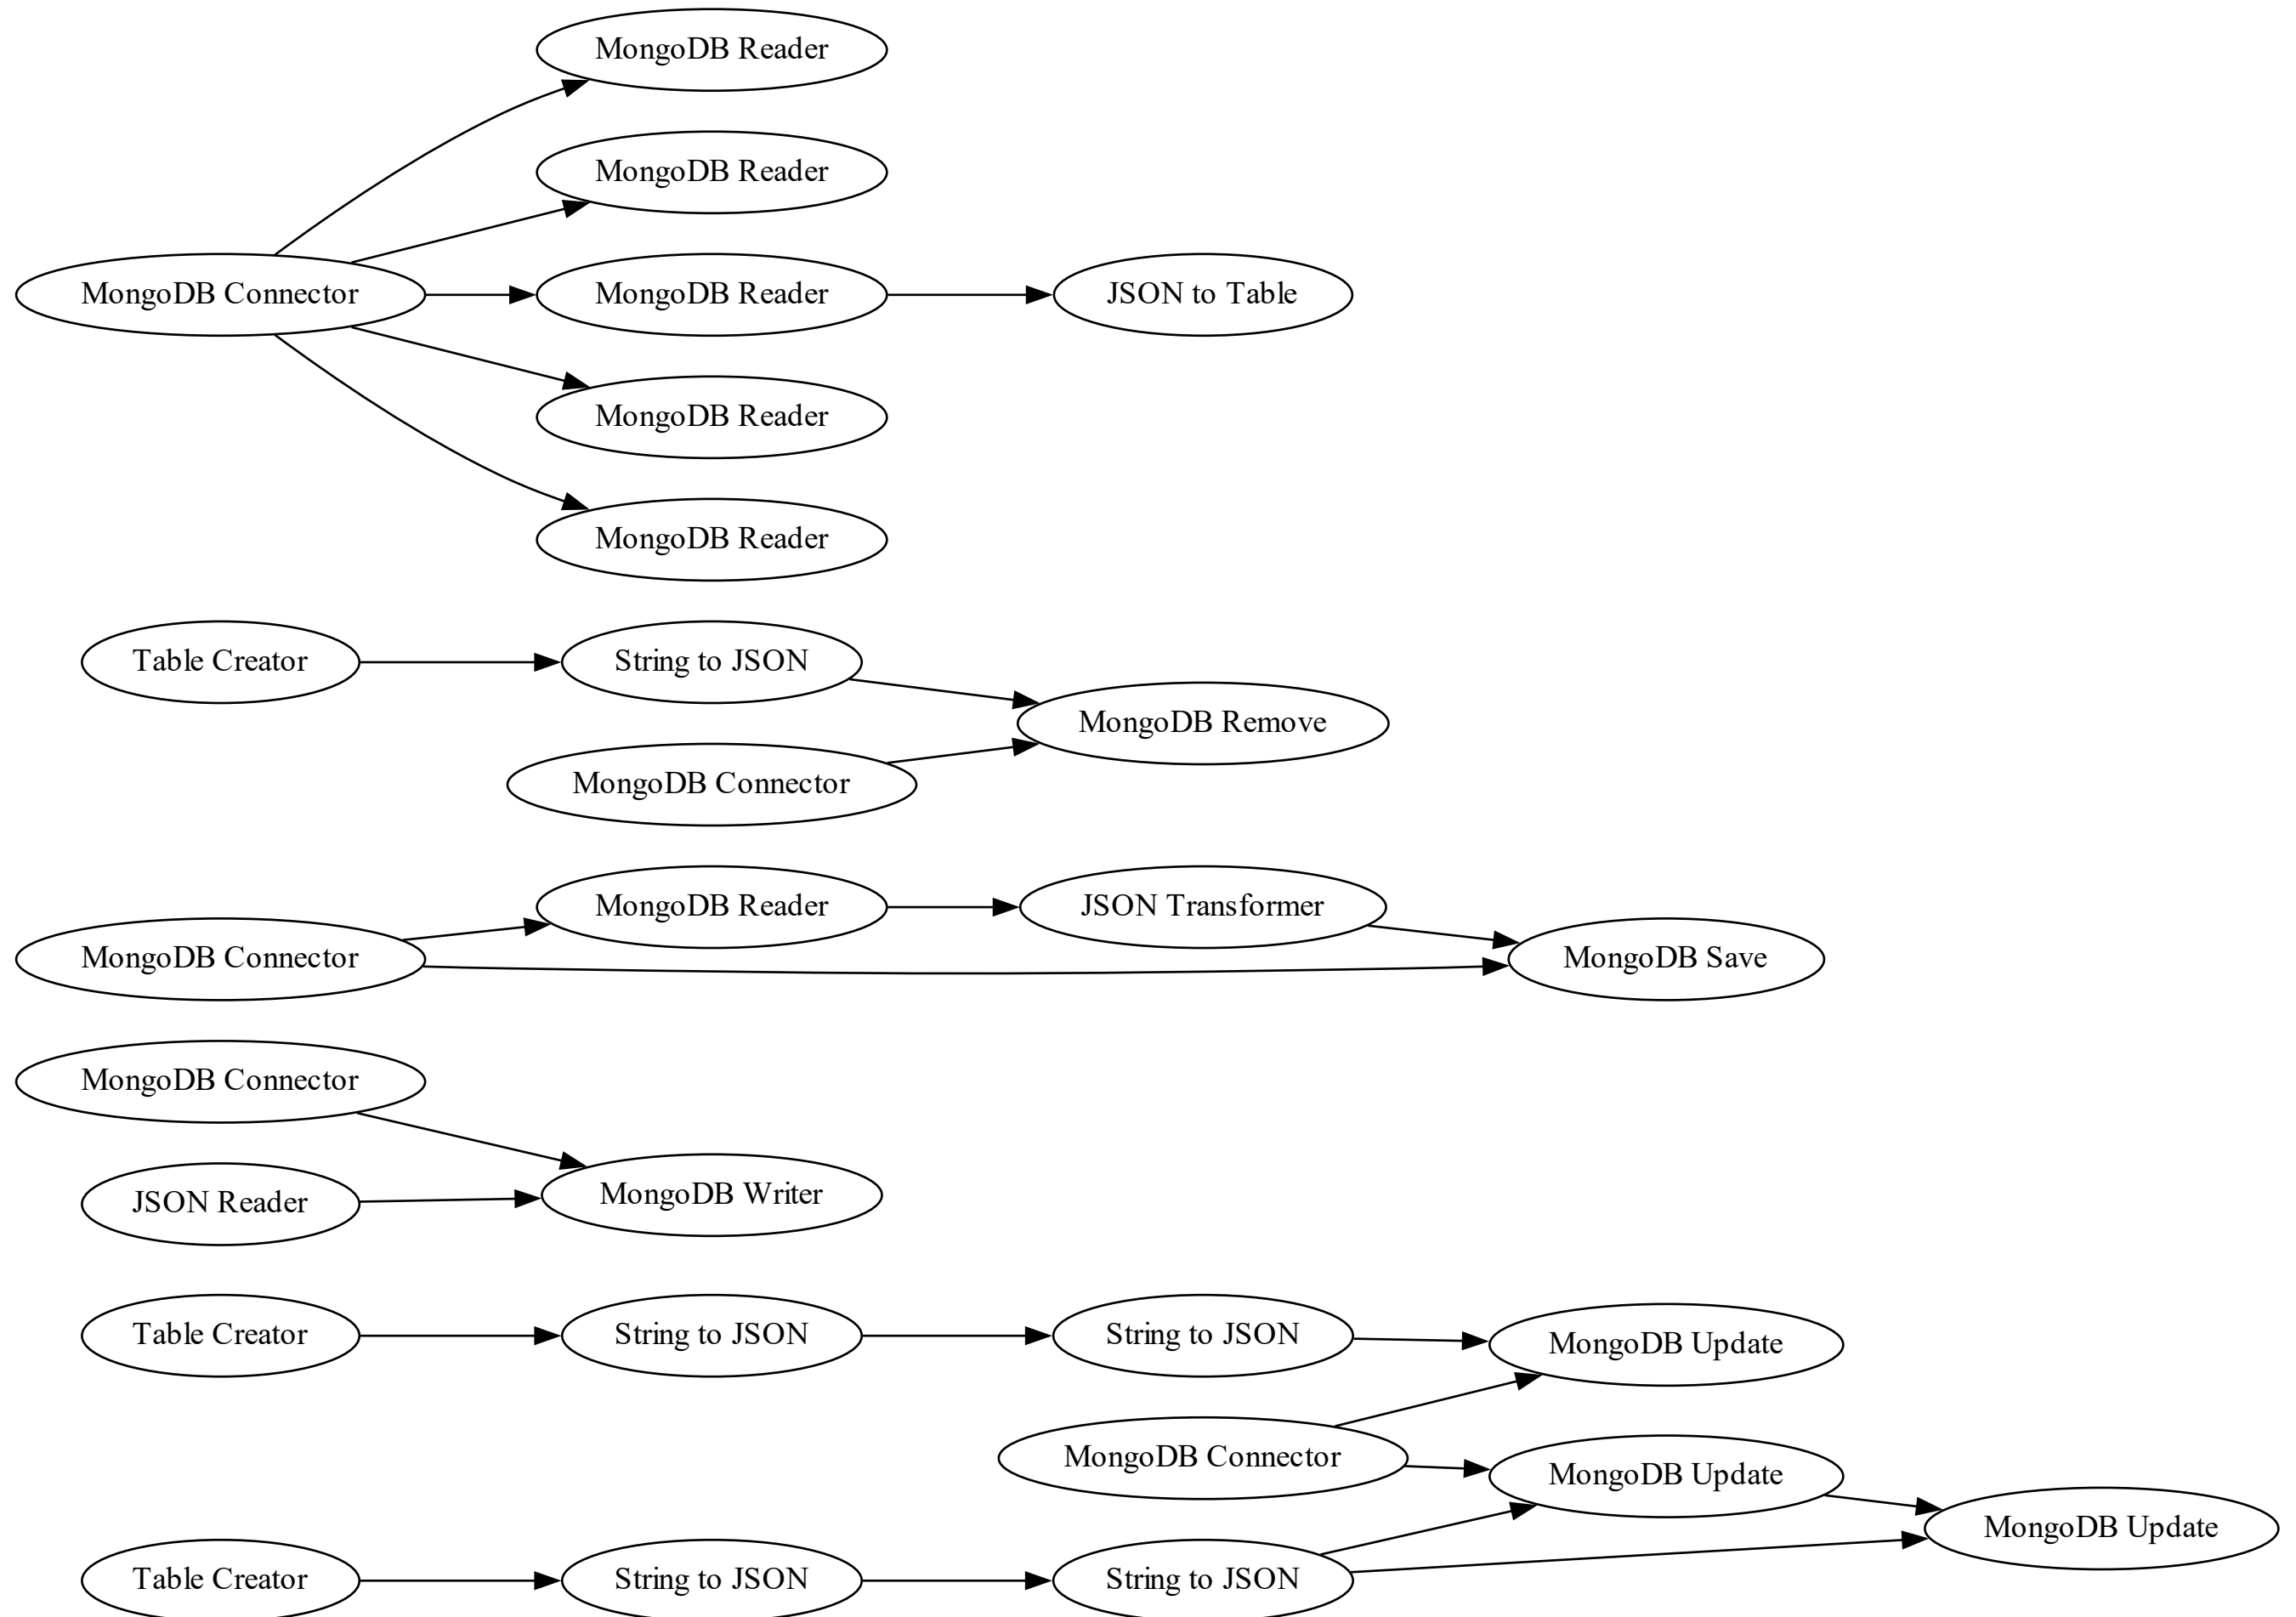 MongoDB Reader
MongoDB Reader
MongoDB Connector
MongoDB Reader
JSON to Table
MongoDB Reader
MongoDB Reader
Table Creator
String to JSON
MongoDB Remove
MongoDB Connector
MongoDB Reader
JSON Transformer
MongoDB Connector
MongoDB Save
MongoDB Connector
MongoDB Writer
JSON Reader
Table Creator
String to JSON
String to JSON
MongoDB Update
MongoDB Connector
MongoDB Update
MongoDB Update
Table Creator
String to JSON
String to JSON